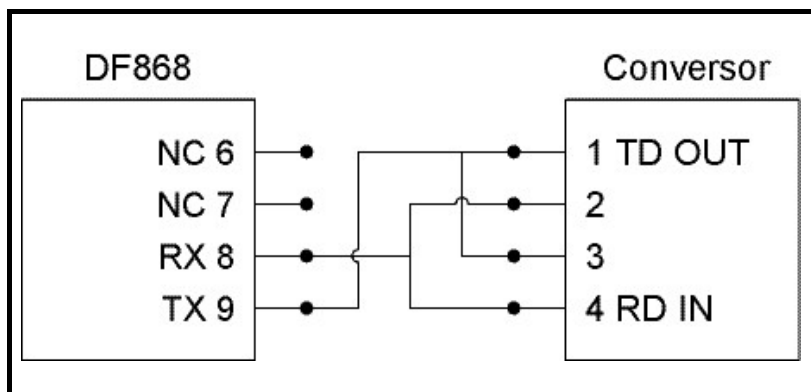 DF868
Conversor
NC 6
NC 7
RX 8
TX 9
1 TD OUT
2
3
4 RD IN